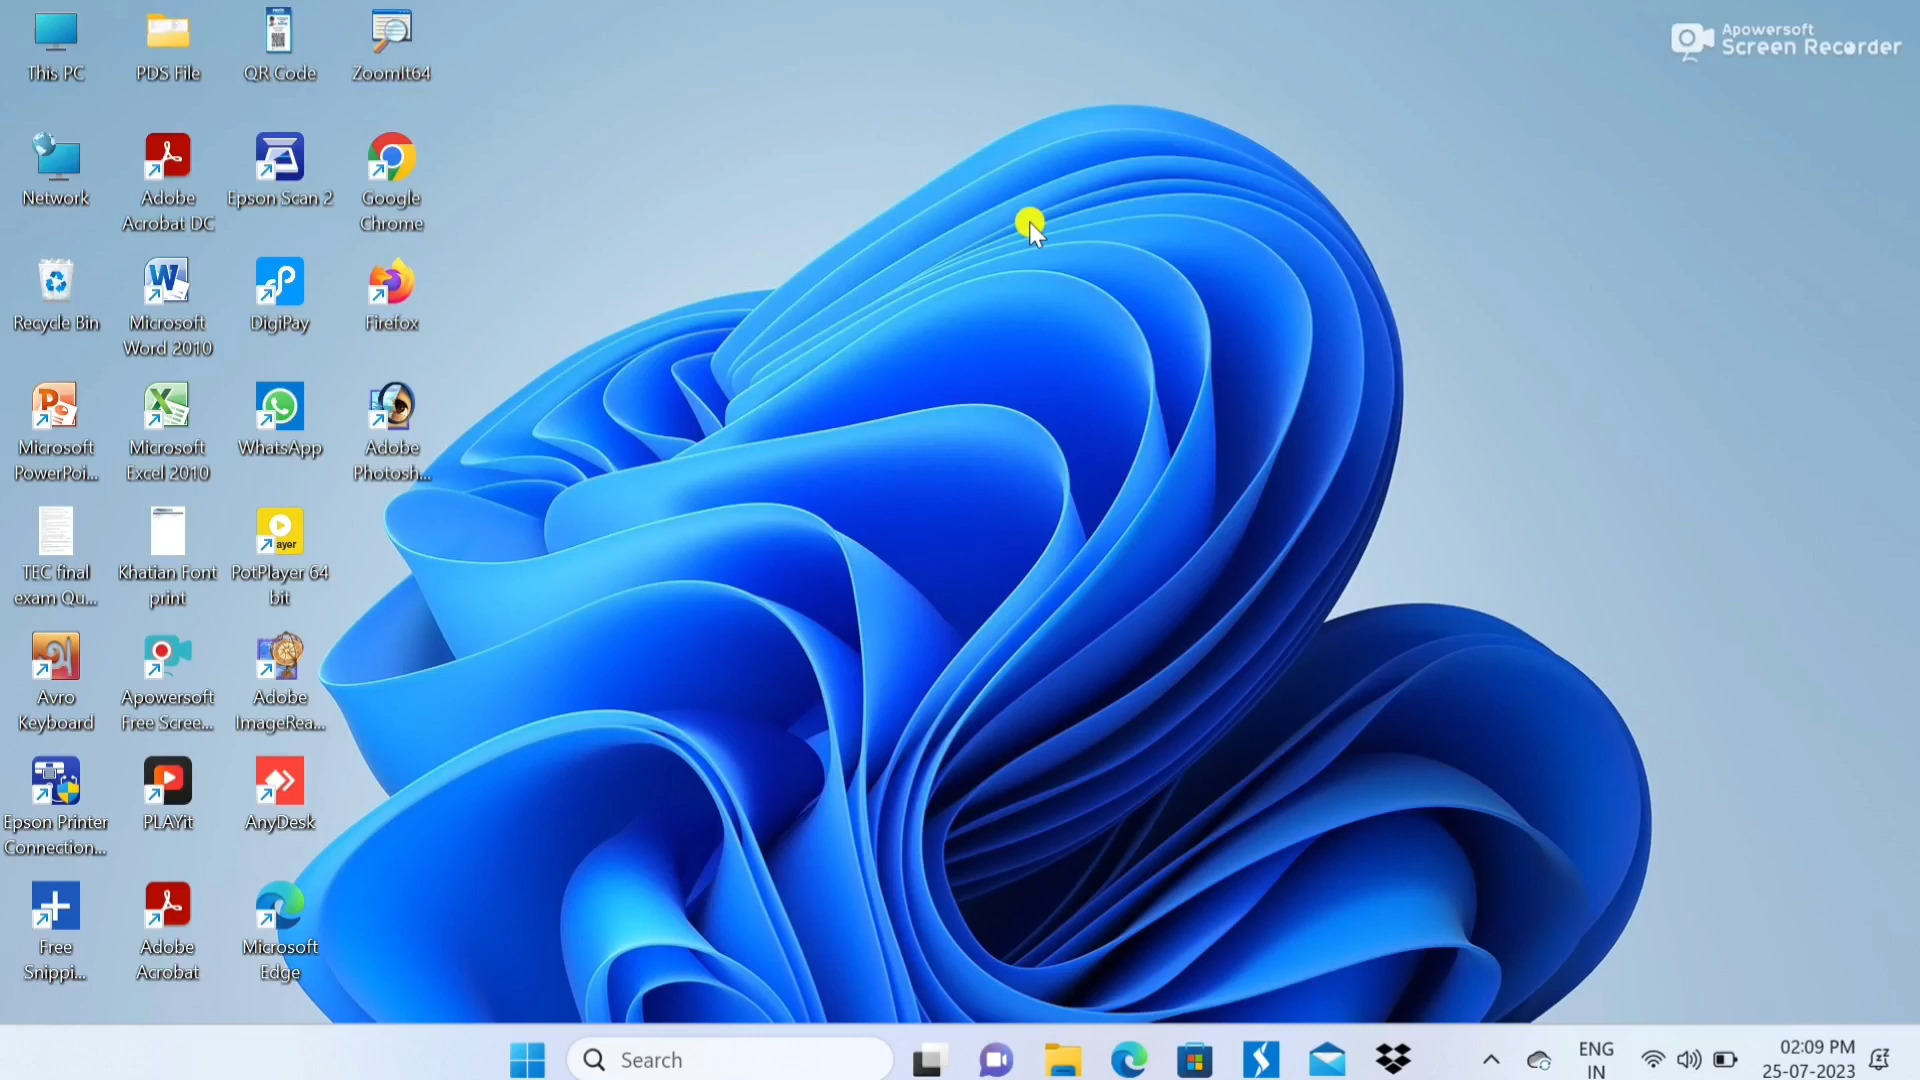 Apowersoft
Screen Recorder
This PC
PDS File
QR Code
ZoomIt64
Network
Adobe
Acrobat DC
Epson Scan 2
Google
Chrome
Recycle Bin
Microsoft
Word 2010
DigiPay
Firefox
Microsoft
PowerPoi...
Microsoft
Excel 2010
WhatsApp
Adobe
Photosh...
TEC final
exam Qu...
Khatian Font
print
ayer
PotPlayer 64
bit
অ
Avro
Keyboard
Apowersoft
Free Scree...
Adobe
ImageRea...
Epson Printer
Connection...
PLAYit
AnyDesk
Free
Snippi...
Adobe
Acrobat
Microsoft
Edge
Search
ENG
IN
02:09 PM
25-07-2023